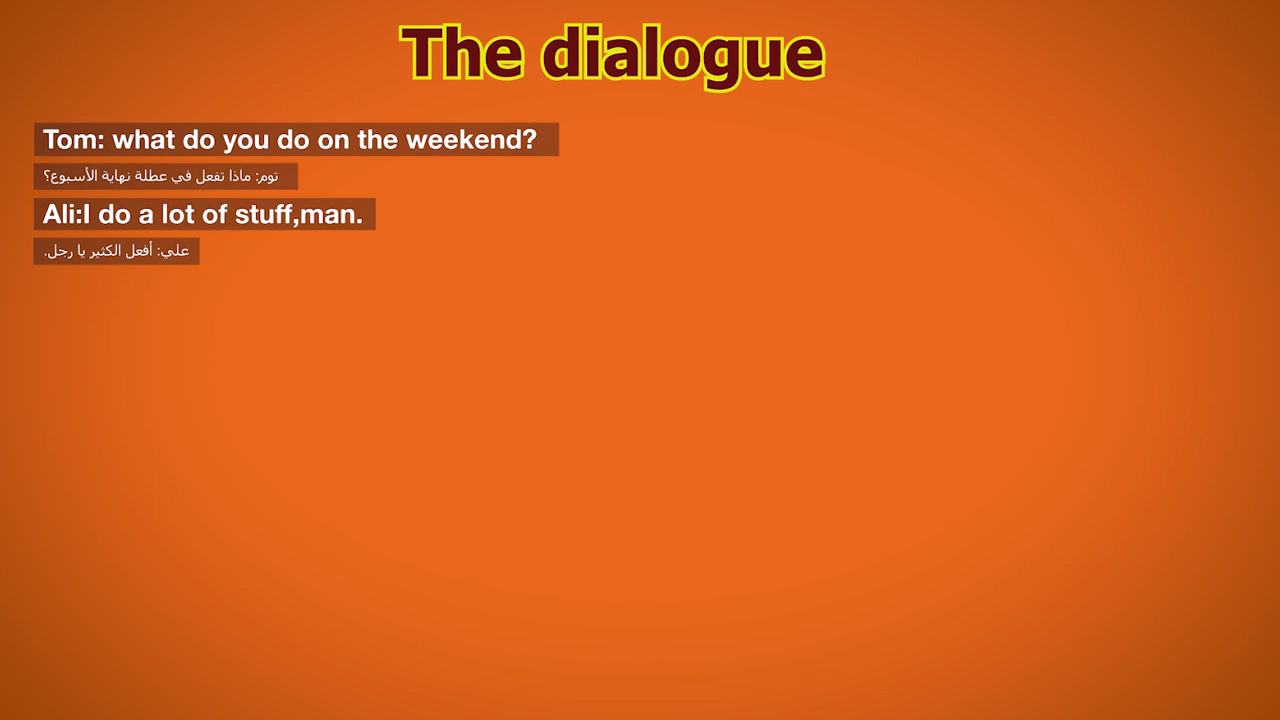 The dialogue
Tom: what do you do on the weekend?
توم: ماذا تفعل في عطلة نهاية الأسبوع؟
Ali:I do a lot of stuff,man.
علي: أفعل الكثير يا رجل.